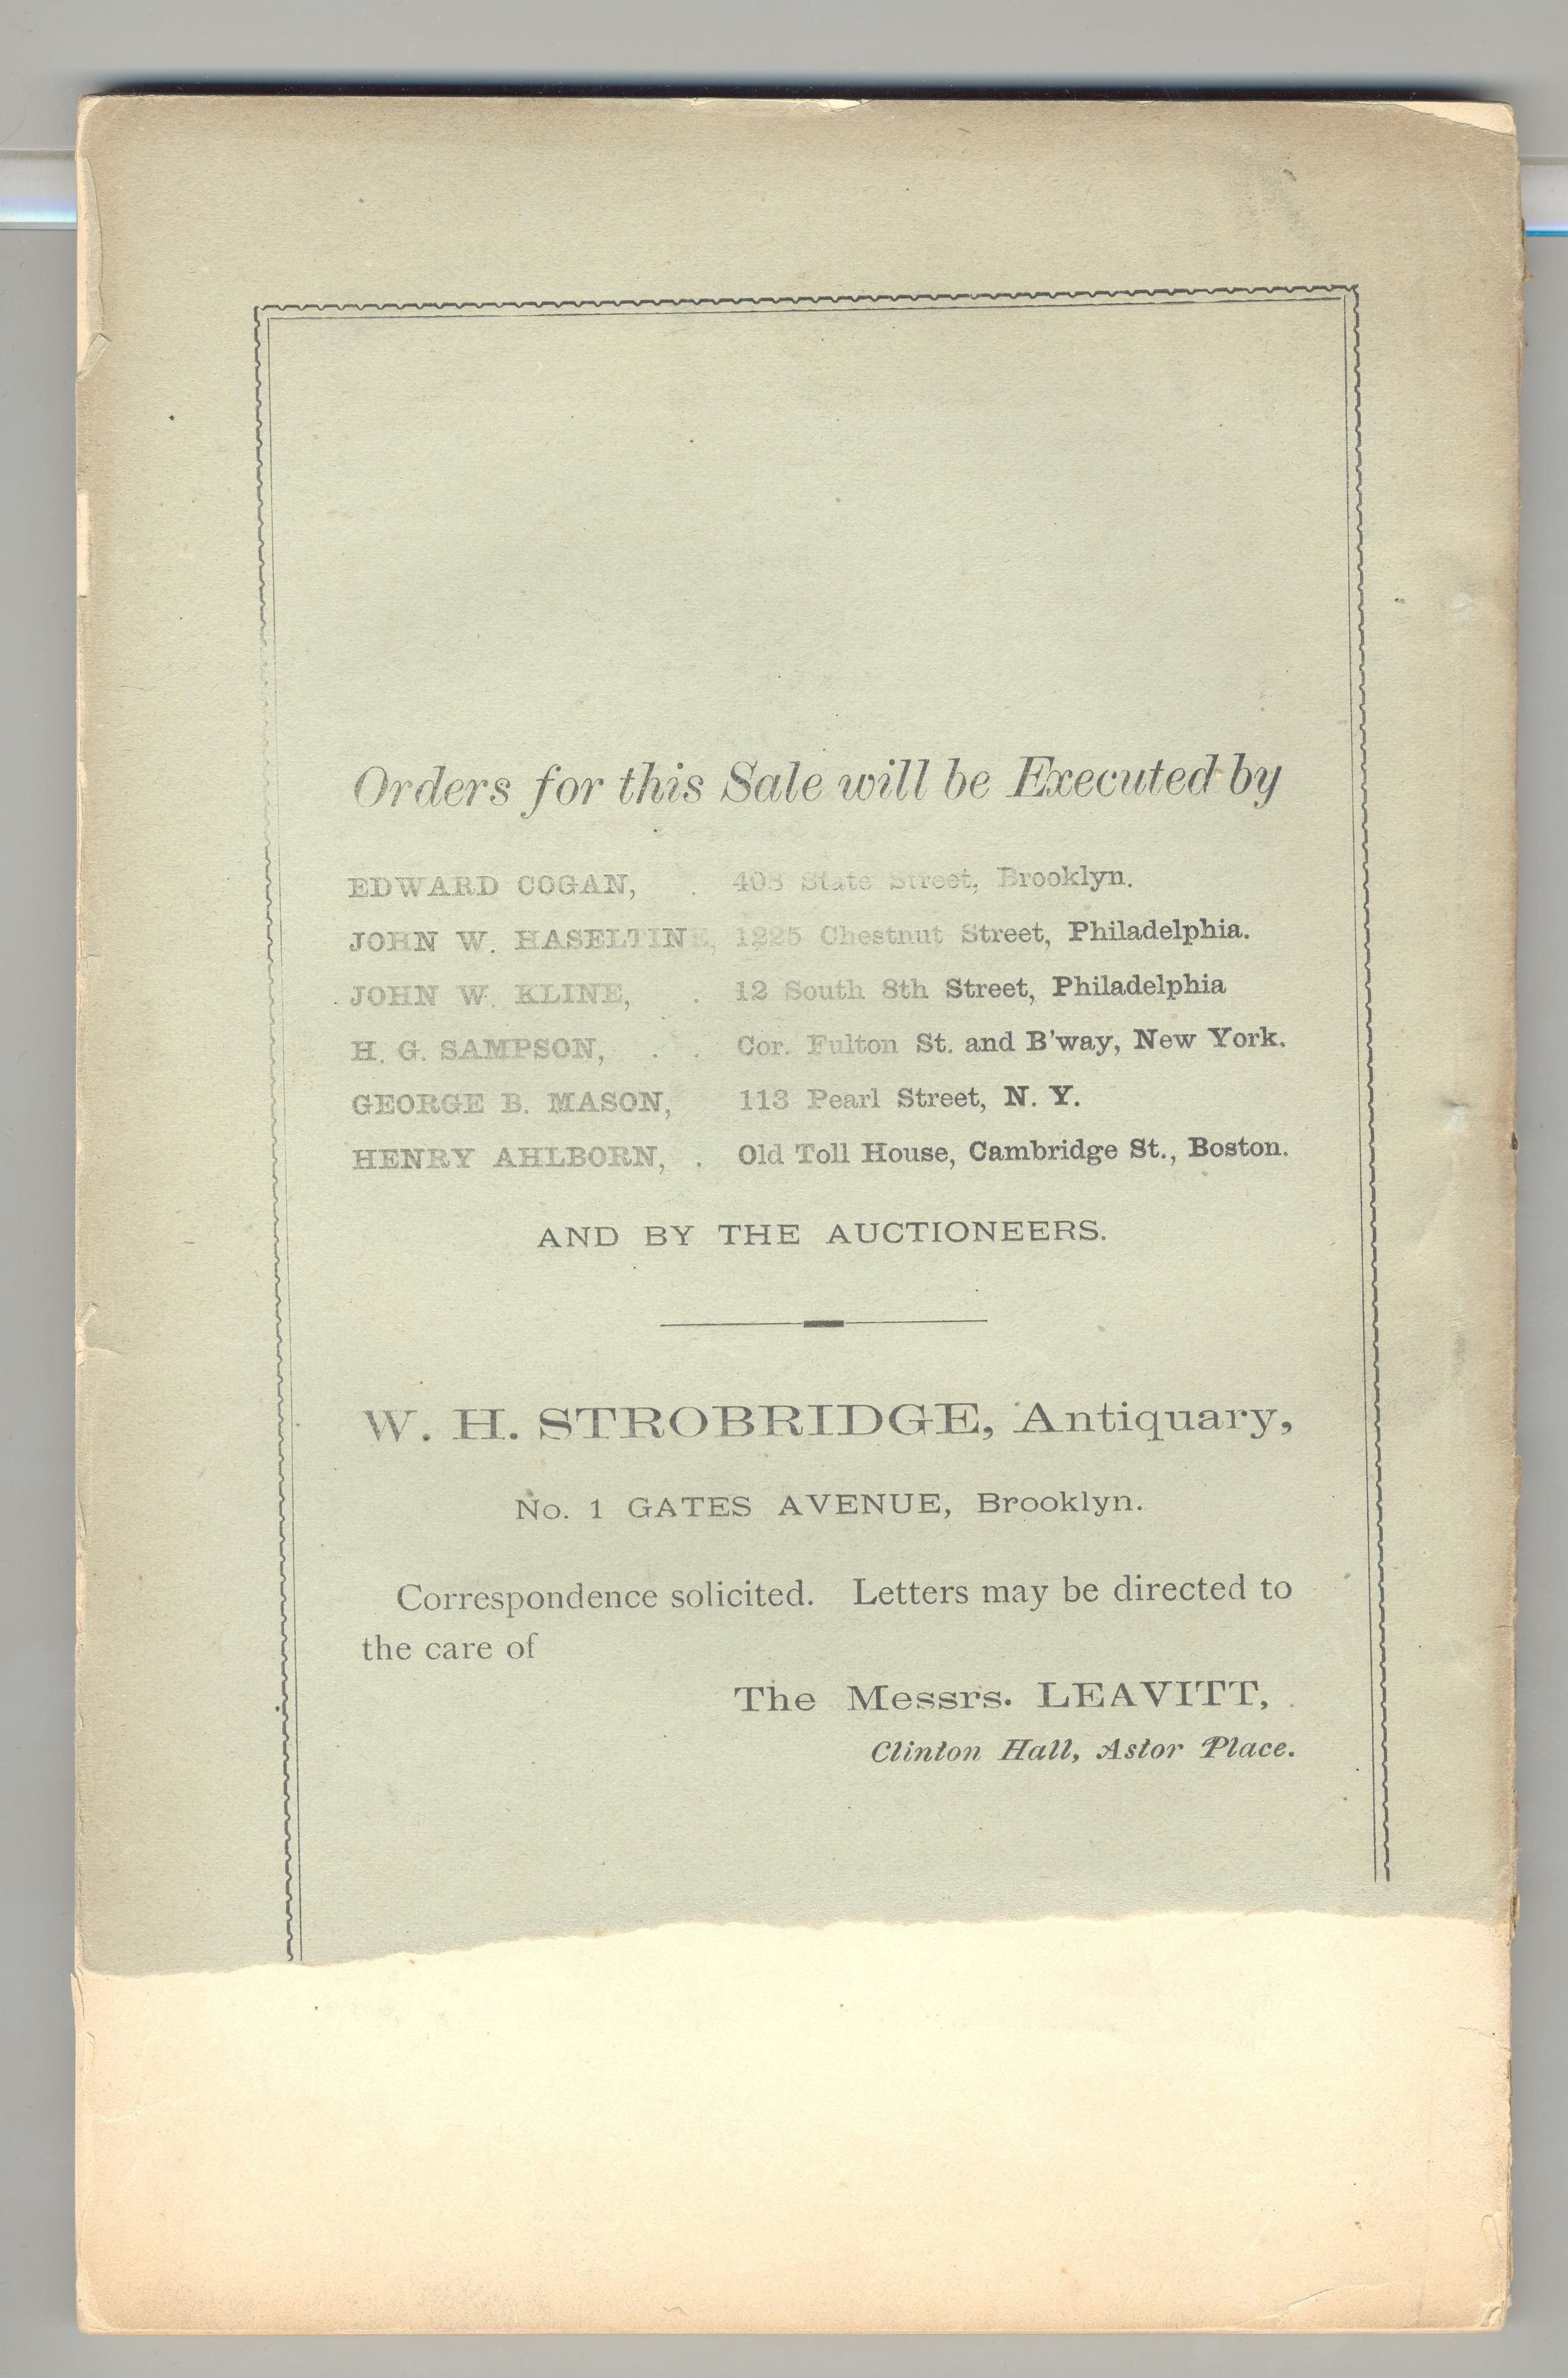 Orders for this Sale will be Executed by
EDWARD COGAN, . 408 State Street, Brooklyn.
JOHN W. HASELTINE, 1225 Chestnut Street, Philadelphia.
JOHN W. KLINE, . 12 South 8th Street, Philadelphia
H. G. SAMPSON, . . Cor. Fulton St. and B'way, New York.
GEORGE B. MASON, 113 Pearl Street, N. Y.
HENRY AHLBORN, . Old Toll House, Cambridge St., Boston.
AND BY THE AUCTIONEERS.
W. H. STROBRIDGE, Antiquary,
No. 1 GATES AVENUE, Brooklyn.
Correspondence solicited. Letters may be directed to
the care of
The Messrs. LEAVITT,
Clinton Hall, Astor Place.